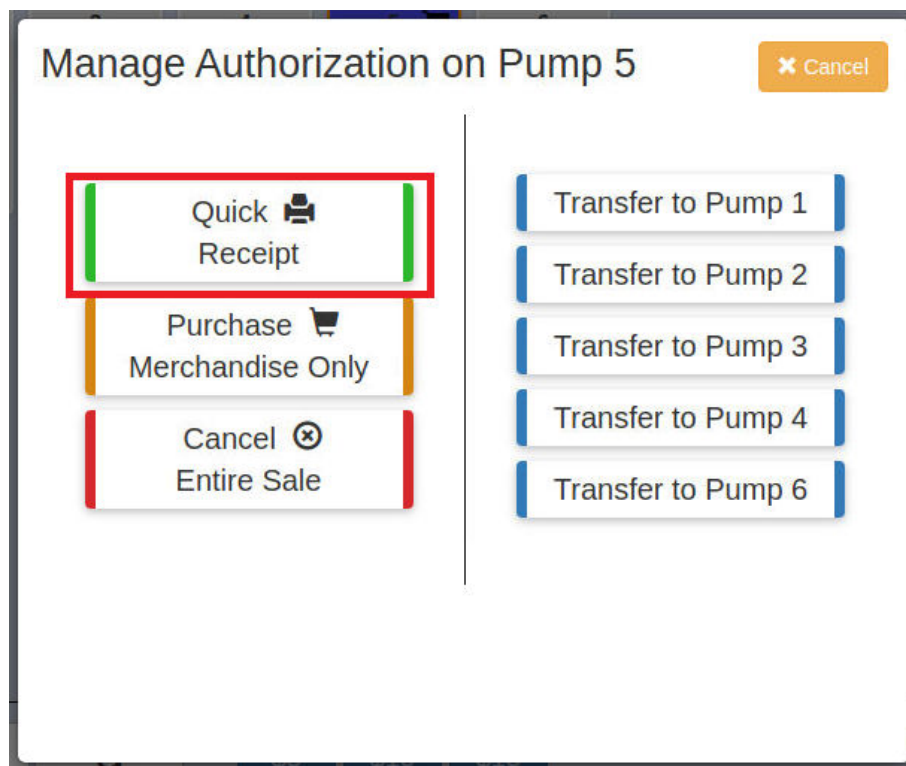 Manage Authorization on Pump 5
Cancel
Quick
Receipt
Purchase
Merchandise Only
Cancel
Entire Sale
Transfer to Pump 1
Transfer to Pump 2
Transfer to Pump 3
Transfer to Pump 4
Transfer to Pump 6